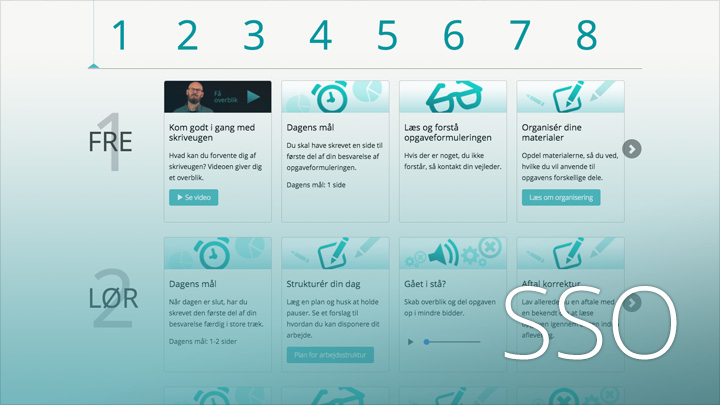 1 2 3 4 5 6 7 8
FRE
1
Få
overblik
Kom godt i gang med
skriveugen
Hvad kan du forvente dig af
skriveugen? Videoen giver dig
et overblik.
Se video
Dagens mål
Du skal have skrevet en side til
første del af din besvarelse af
opgaveformuleringen.
Dagens mål: 1 side
Læs og forstå
opgaveformuleringen
Hvis der er noget, du ikke
forstår, så kontakt din vejleder.
Organisér dine
materialer
Opdel materialerne, så du ved,
hvilke du vil anvende til
opgavens forskellige dele.
Læs om organisering
LØR
2
Dagens mål
Når dagen er slut, har du
skrevet den første del af din
besvarelse færdig i store træk.
Dagens mål: 1-2 sider
Strukturér din dag
Læg en plan og husk at holde
pauser. Se et forslag til
hvordan du kan disponere dit
arbejde.
Plan for arbejdsstruktur
Gået i stå?
Skab overblik og del opgaven
op i mindre bidder.
Aftal korrektur
Lav allerede nu en aftale med
en bekendt om at læse
opgaven igennem inden
aflevering.
SSO